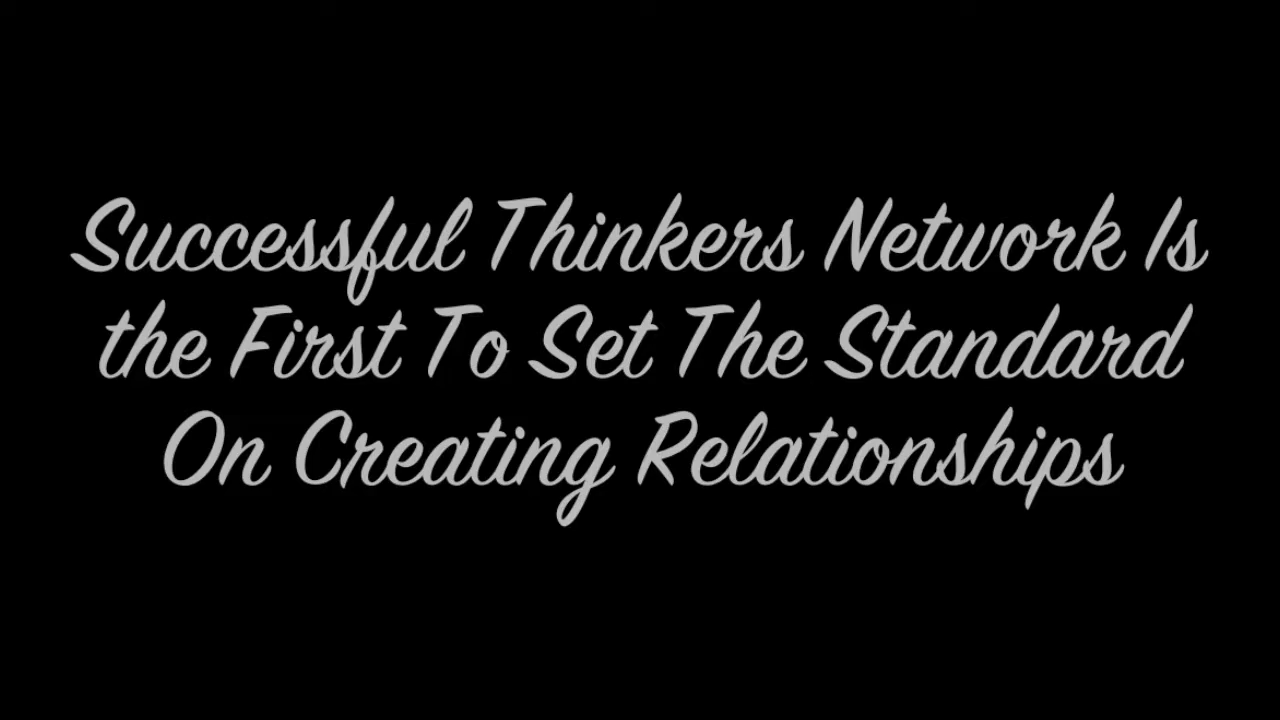 Successful Thinkers Network Is
the First To Set The Standard
On Creating Relationships